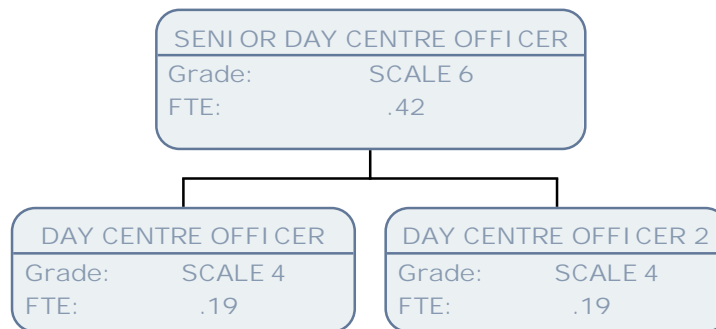 SENIOR DAY CENTRE OFFICER
Grade: SCALE 6
FTE: .42
DAY CENTRE OFFICER
Grade: SCALE 4
FTE: .19
DAY CENTRE OFFICER 2
Grade: SCALE 4
FTE: .19